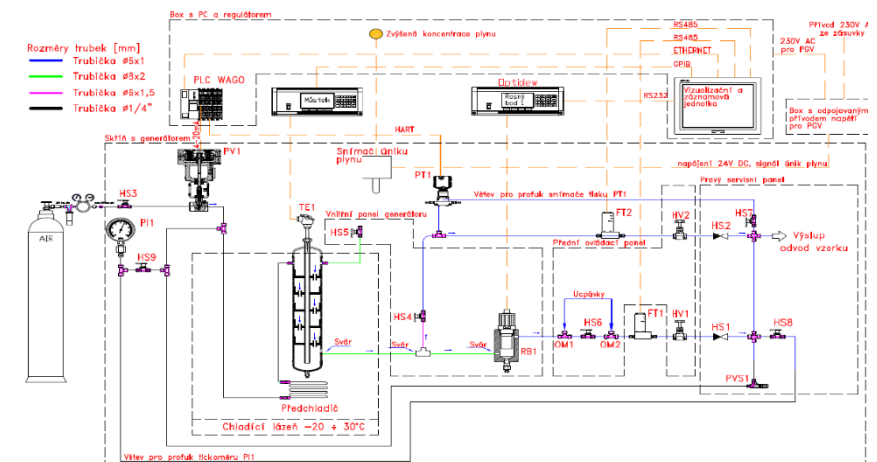 Box s PC a regulátorem
Zvýšená koncentrace plynu
RS485
RS485
ETHERNET
GPIB
230V AC
pro PGV
Přívod 230V A
ze zásuvky
Rozměry trubek [mm]
Trubička ø6x1
Trubička ø8x2
Trubička ø6x1,5
Trubička ø1/4"
PLC WAGO
Můstek
Optidew
Rosný
bod 1
RS232
Vizualizační a
záznamová
jednotka
Box s odpojovaným
přívodem napětí
pro PGV
4-20mA
HART
Skříň s generátorem
Snímač úniku
plynu
napájení 24V DC, signál únik plynu
PV1
PT1
Pravý servisní panel
HS3
TE1
Větev pro profuk snímače tlaku PT1
PI1
Vnitřní panel generátoru
HS5
FT2
HV2
HS2
HS7
Výstup
odvod vzorku
AIR
HS9
Přední ovládací panel
HS4
Ucpávky
FT1
HV1
HS6
HS1
HS8
OM1
OM2
Svár
Svár
Svár
RB1
PVS1
Předchladič
Chladící lázeň -20 ÷ 30°C
Větev pro profuk tlakoměru PI1